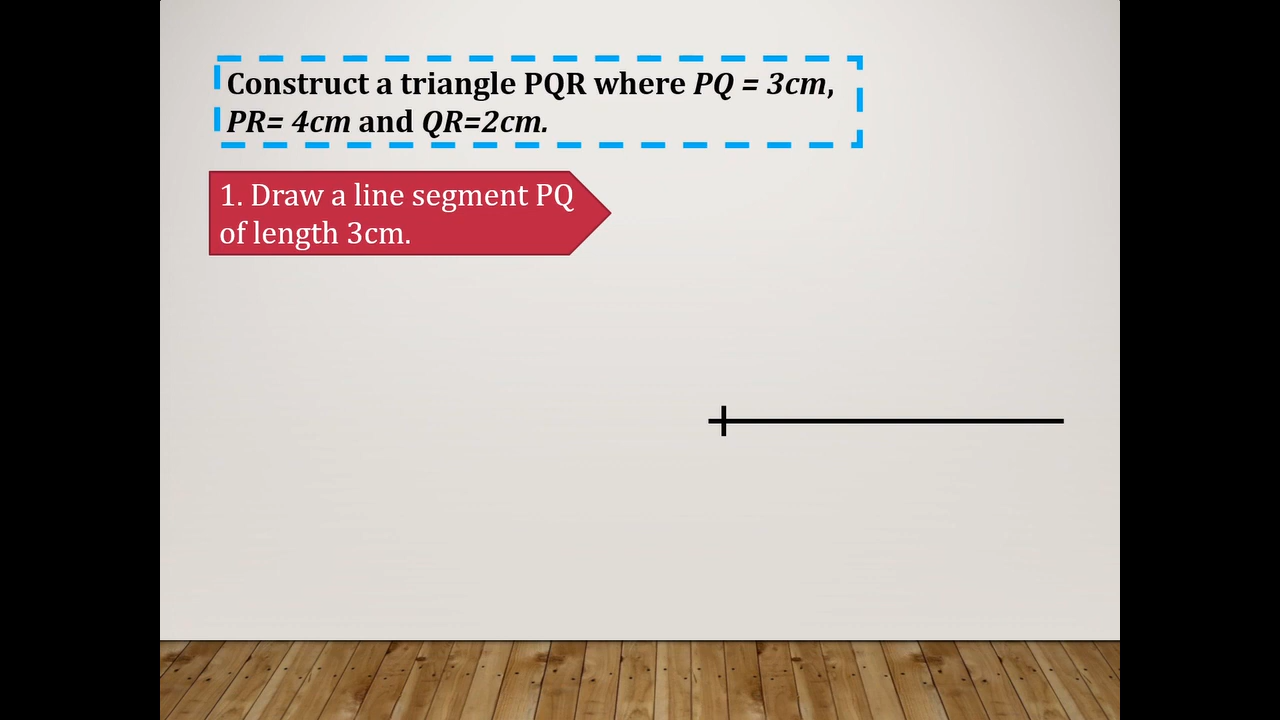 Construct a triangle PQR where PQ = 3cm,
PR= 4cm and QR=2cm.
1. Draw a line segment PQ
of length 3cm.